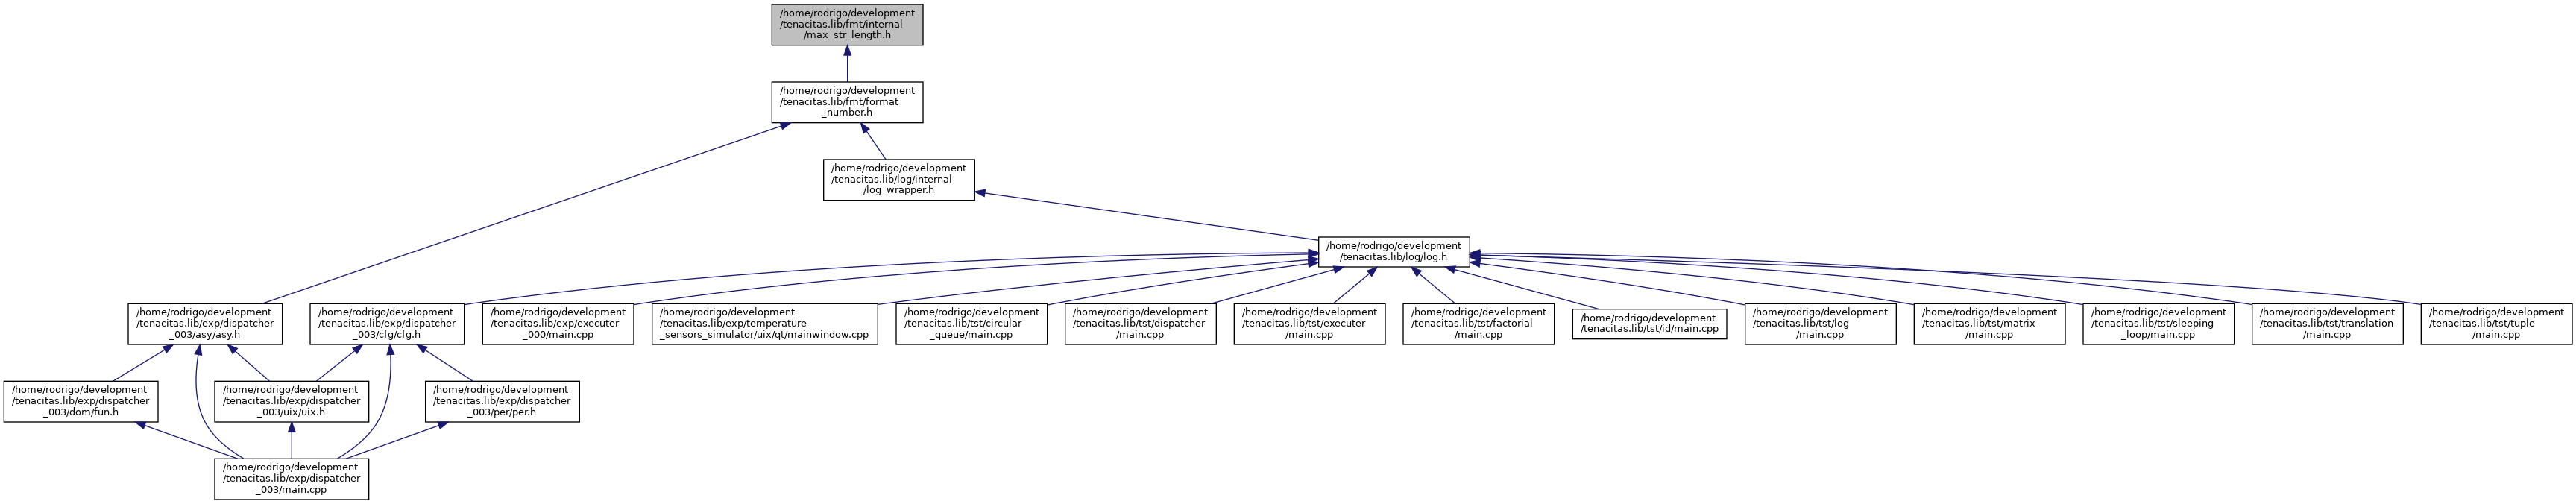 /home/rodrigo/development
/tenacitas.lib/fmt/internal
/max_str_length.h
/home/rodrigo/development
/tenacitas.lib/fmt/format
_number.h
/home/rodrigo/development
/tenacitas.lib/log/internal
/log_wrapper.h
/home/rodrigo/development
/tenacitas.lib/log/log.h
/home/rodrigo/development
/tenacitas.lib/exp/dispatcher
_003/asy/asy.h
/home/rodrigo/development
/tenacitas.lib/exp/dispatcher
_003/cfg/cfg.h
/home/rodrigo/development
/tenacitas.lib/exp/executer
_000/main.cpp
/home/rodrigo/development
/tenacitas.lib/exp/temperature
_sensors_simulator/uix/qt/mainwindow.cpp
/home/rodrigo/development
/tenacitas.lib/tst/circular
_queue/main.cpp
/home/rodrigo/development
/tenacitas.lib/tst/dispatcher
/main.cpp
/home/rodrigo/development
/tenacitas.lib/tst/executer
/main.cpp
/home/rodrigo/development
/tenacitas.lib/tst/factorial
/main.cpp
/home/rodrigo/development
/tenacitas.lib/tst/id/main.cpp
/home/rodrigo/development
/tenacitas.lib/tst/log
/main.cpp
/home/rodrigo/development
/tenacitas.lib/tst/matrix
/main.cpp
/home/rodrigo/development
/tenacitas.lib/tst/sleeping
_loop/main.cpp
/home/rodrigo/development
/tenacitas.lib/tst/translation
/main.cpp
/home/rodrigo/development
/tenacitas.lib/tst/tuple
/main.cpp
/home/rodrigo/development
/tenacitas.lib/exp/dispatcher
_003/dom/fun.h
/home/rodrigo/development
/tenacitas.lib/exp/dispatcher
_003/uix/uix.h
/home/rodrigo/development
/tenacitas.lib/exp/dispatcher
_003/per/per.h
/home/rodrigo/development
/tenacitas.lib/exp/dispatcher
_003/main.cpp